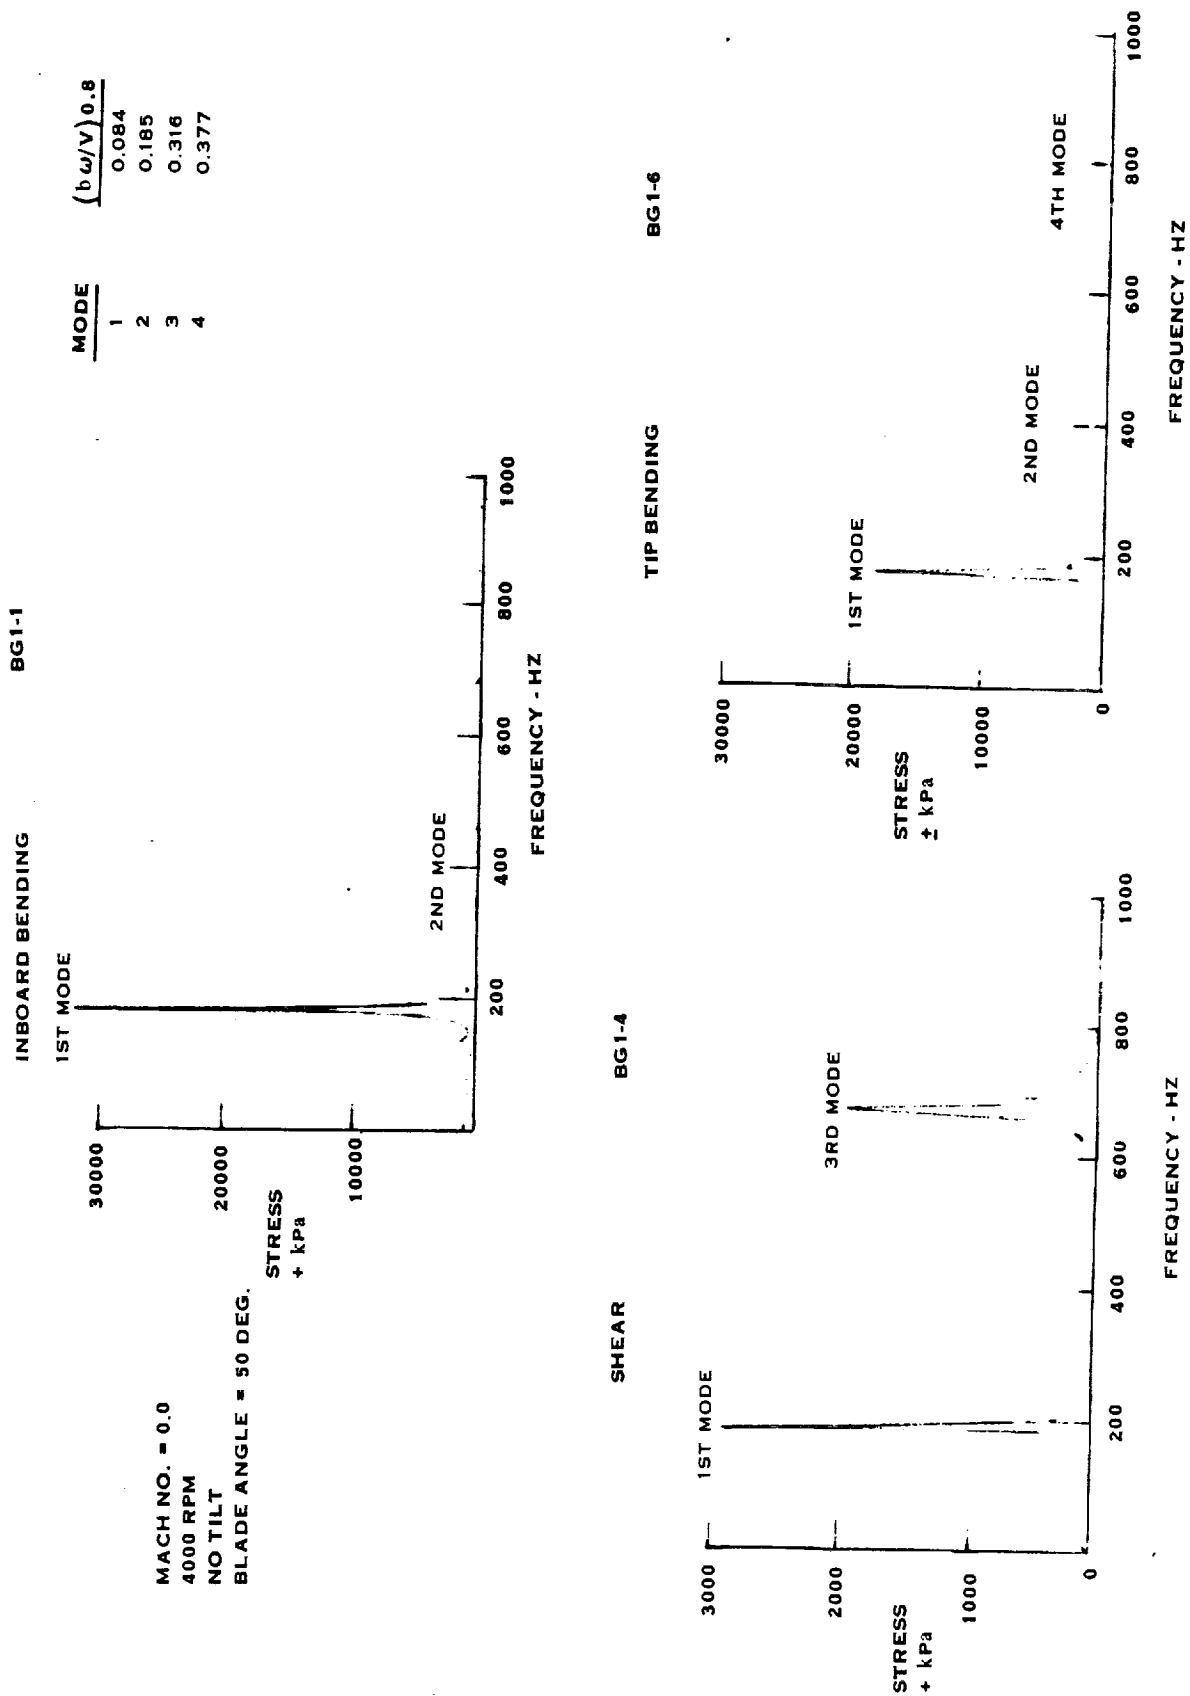 INBOARD BENDING BG1-1
MODE (bω/V) 0.8
1 0.084
2 0.185
3 0.316
4 0.377
MACH NO. = 0.0
4000 RPM
NO TILT
BLADE ANGLE = 50 DEG.
1ST MODE
2ND MODE
30000
20000
10000
STRESS
+ kPa
200 400 600 800 1000
FREQUENCY - HZ
SHEAR BG1-4
1ST MODE
3RD MODE
3000
2000
1000
0
STRESS
+ kPa
200 400 600 800 1000
FREQUENCY - HZ
TIP BENDING BG1-6
1ST MODE
2ND MODE
4TH MODE
30000
20000
10000
0
STRESS
± kPa
200 400 600 800 1000
FREQUENCY - HZ